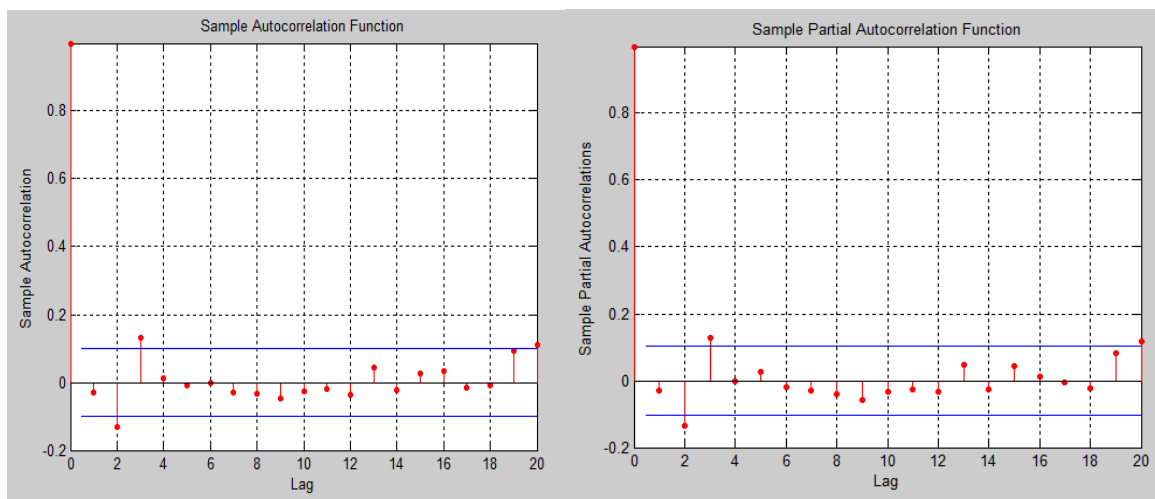 Sample Autocorrelation Function
Sample Autocorrelation
0.8
0.6
0.4
0.2
0
-0.2
0 2 4 6 8 10 12 14 16 18 20
Lag
Sample Partial Autocorrelation Function
Sample Partial Autocorrelations
0.8
0.6
0.4
0.2
0
-0.2
0 2 4 6 8 10 12 14 16 18 20
Lag